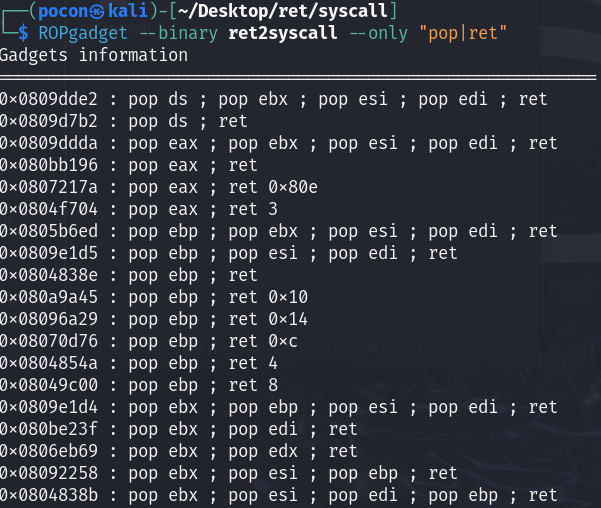 ┌──(pocon㉿kali)-[~/Desktop/ret/syscall]
└─$ ROPgadget --binary ret2syscall --only "pop|ret"
Gadgets information
============================================================
0×0809dde2 : pop ds ; pop ebx ; pop esi ; pop edi ; ret
0×0809d7b2 : pop ds ; ret
0×0809ddda : pop eax ; pop ebx ; pop esi ; pop edi ; ret
0×080bb196 : pop eax ; ret
0×0807217a : pop eax ; ret 0×80e
0×0804f704 : pop eax ; ret 3
0×0805b6ed : pop ebp ; pop ebx ; pop esi ; pop edi ; ret
0×0809e1d5 : pop ebp ; pop esi ; pop edi ; ret
0×0804838e : pop ebp ; ret
0×080a9a45 : pop ebp ; ret 0×10
0×08096a29 : pop ebp ; ret 0×14
0×08070d76 : pop ebp ; ret 0×c
0×0804854a : pop ebp ; ret 4
0×08049c00 : pop ebp ; ret 8
0×0809e1d4 : pop ebx ; pop ebp ; pop esi ; pop edi ; ret
0×080be23f : pop ebx ; pop edi ; ret
0×0806eb69 : pop ebx ; pop edx ; ret
0×08092258 : pop ebx ; pop esi ; pop ebp ; ret
0×0804838b : pop ebx ; pop esi ; pop edi ; pop ebp ; ret